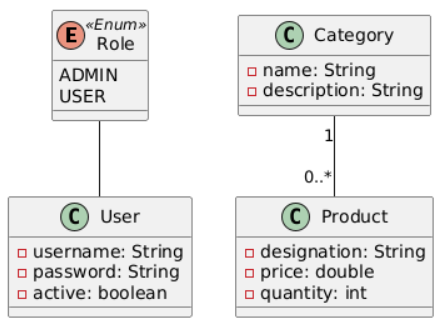 E «Enum»
Role
ADMIN
USER
C Category
name: String
description: String
1
0..*
C User
username: String
password: String
active: boolean
C Product
designation: String
price: double
quantity: int